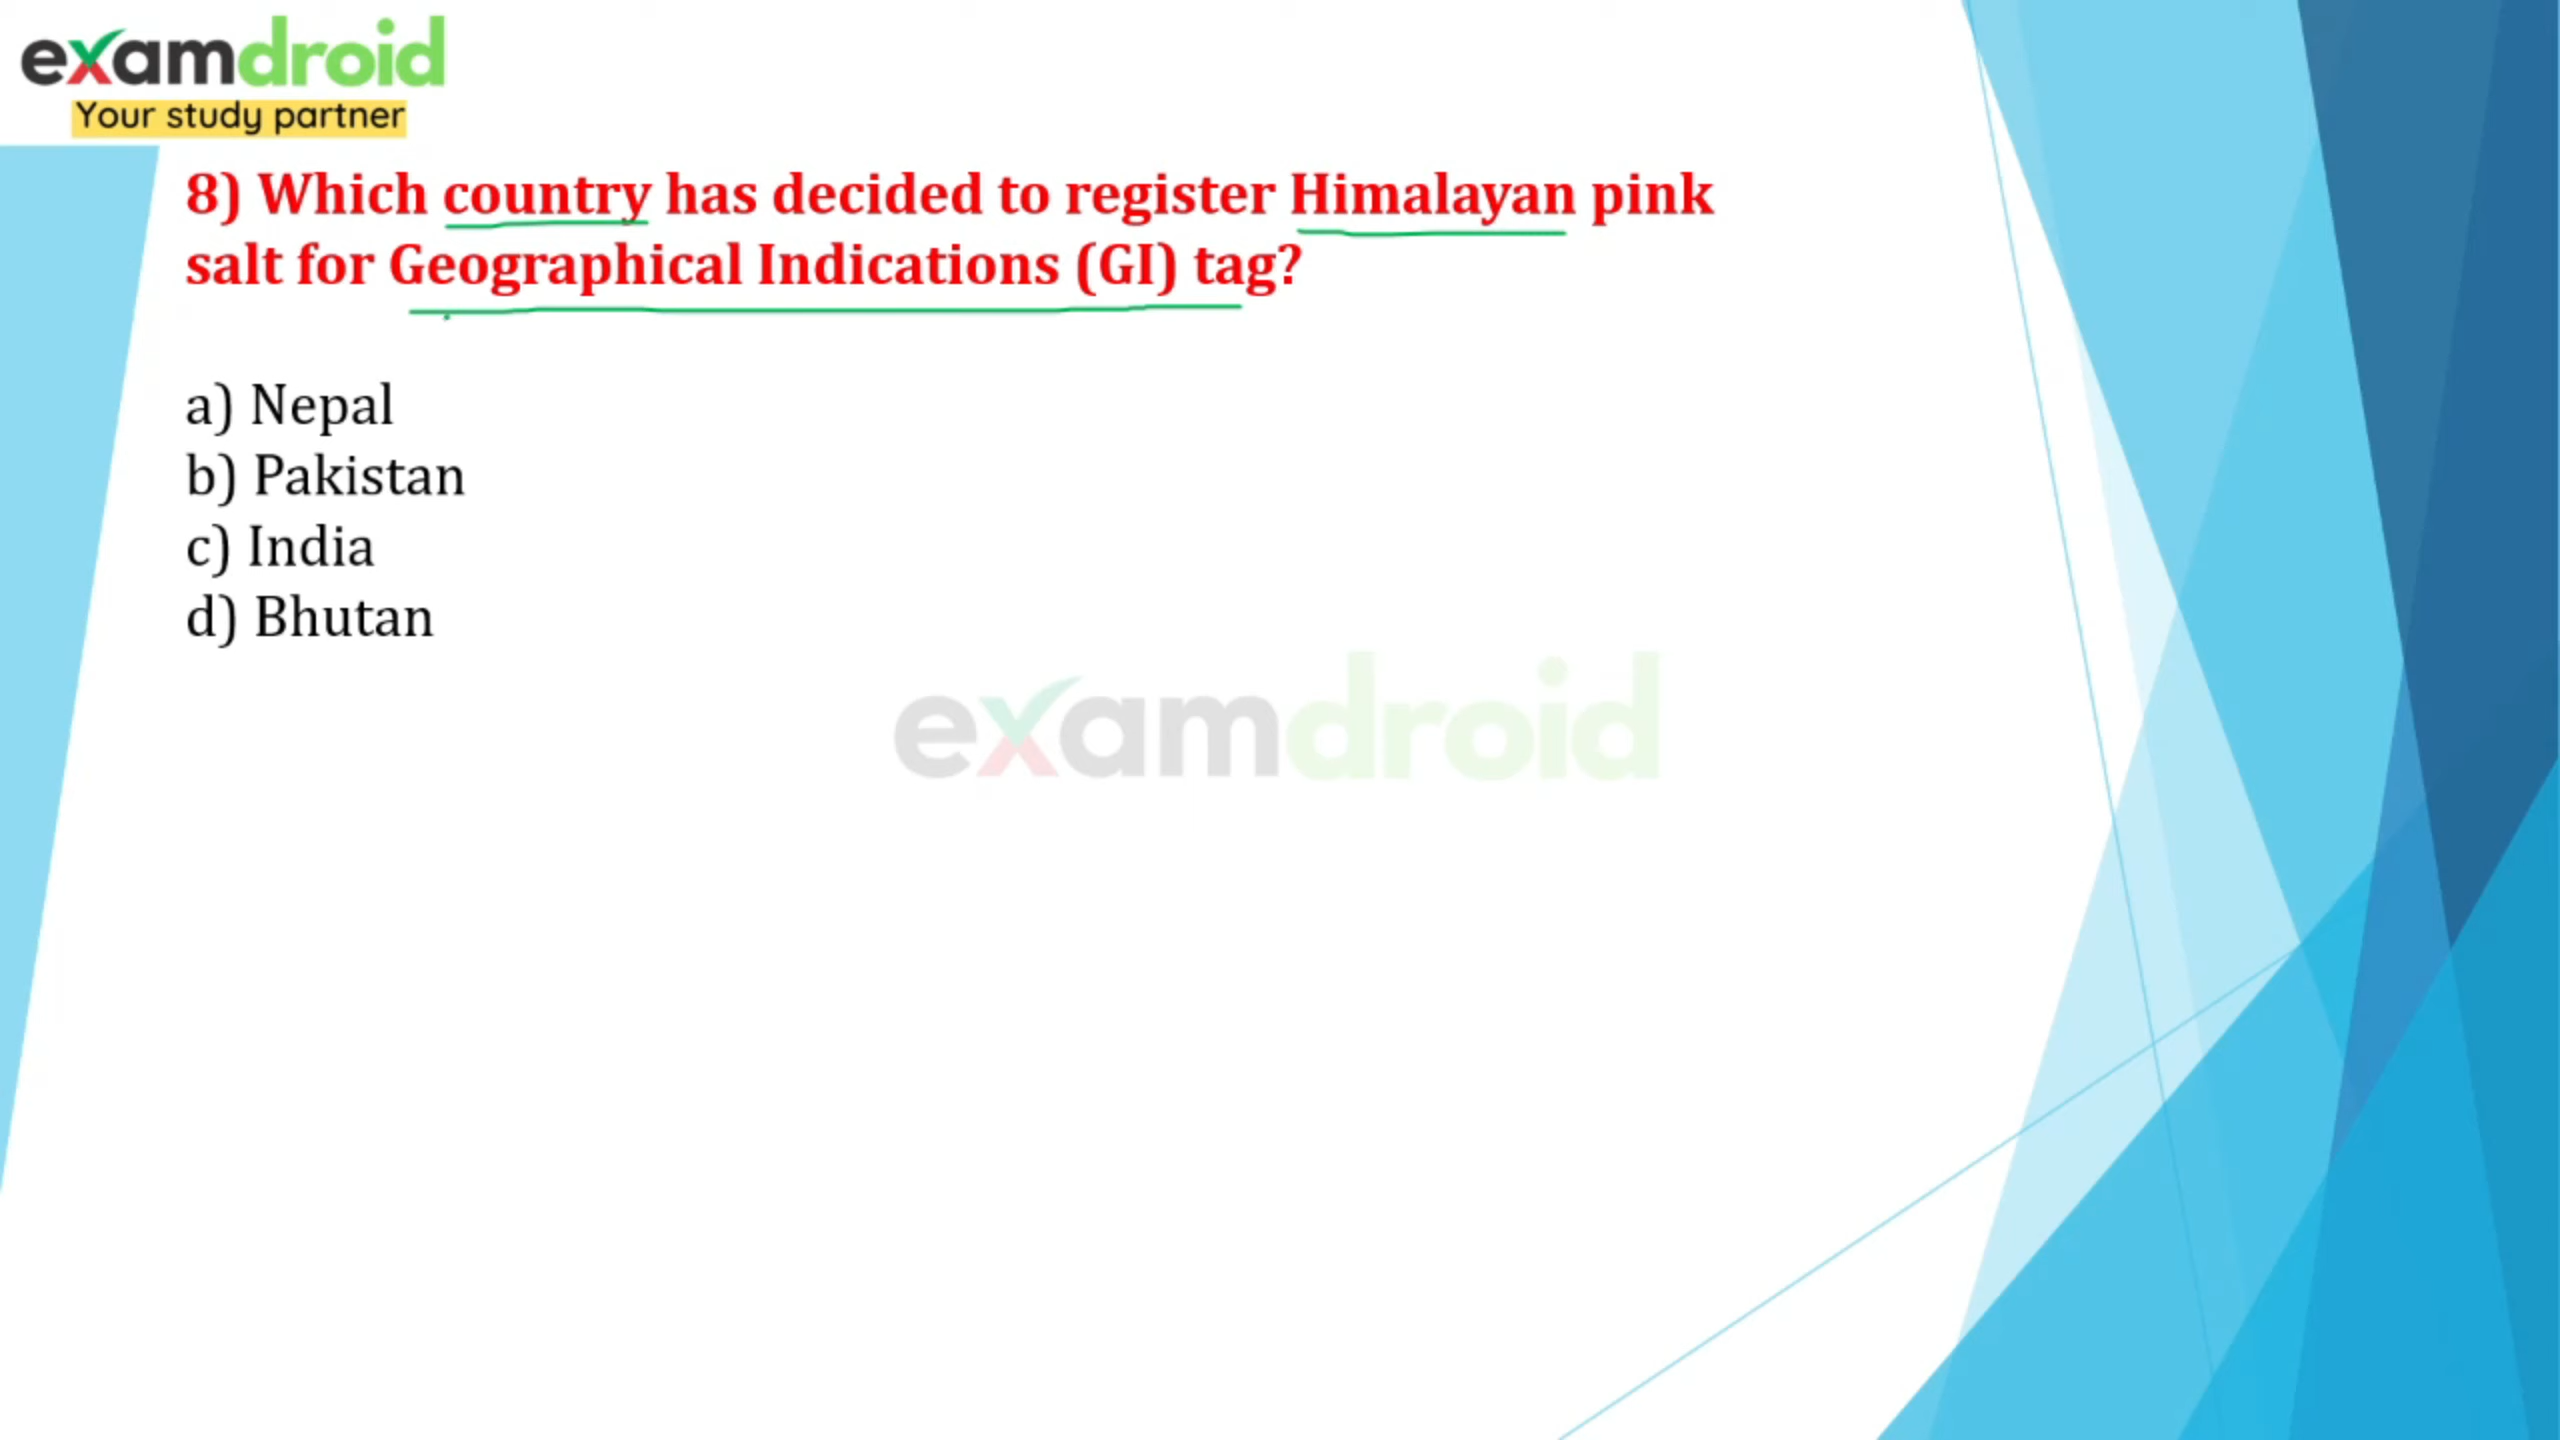 examdroid
Your study partner
8) Which country has decided to register Himalayan pink
salt for Geographical Indications (GI) tag?
a) Nepal
b) Pakistan
c) India
d) Bhutan
examdroid